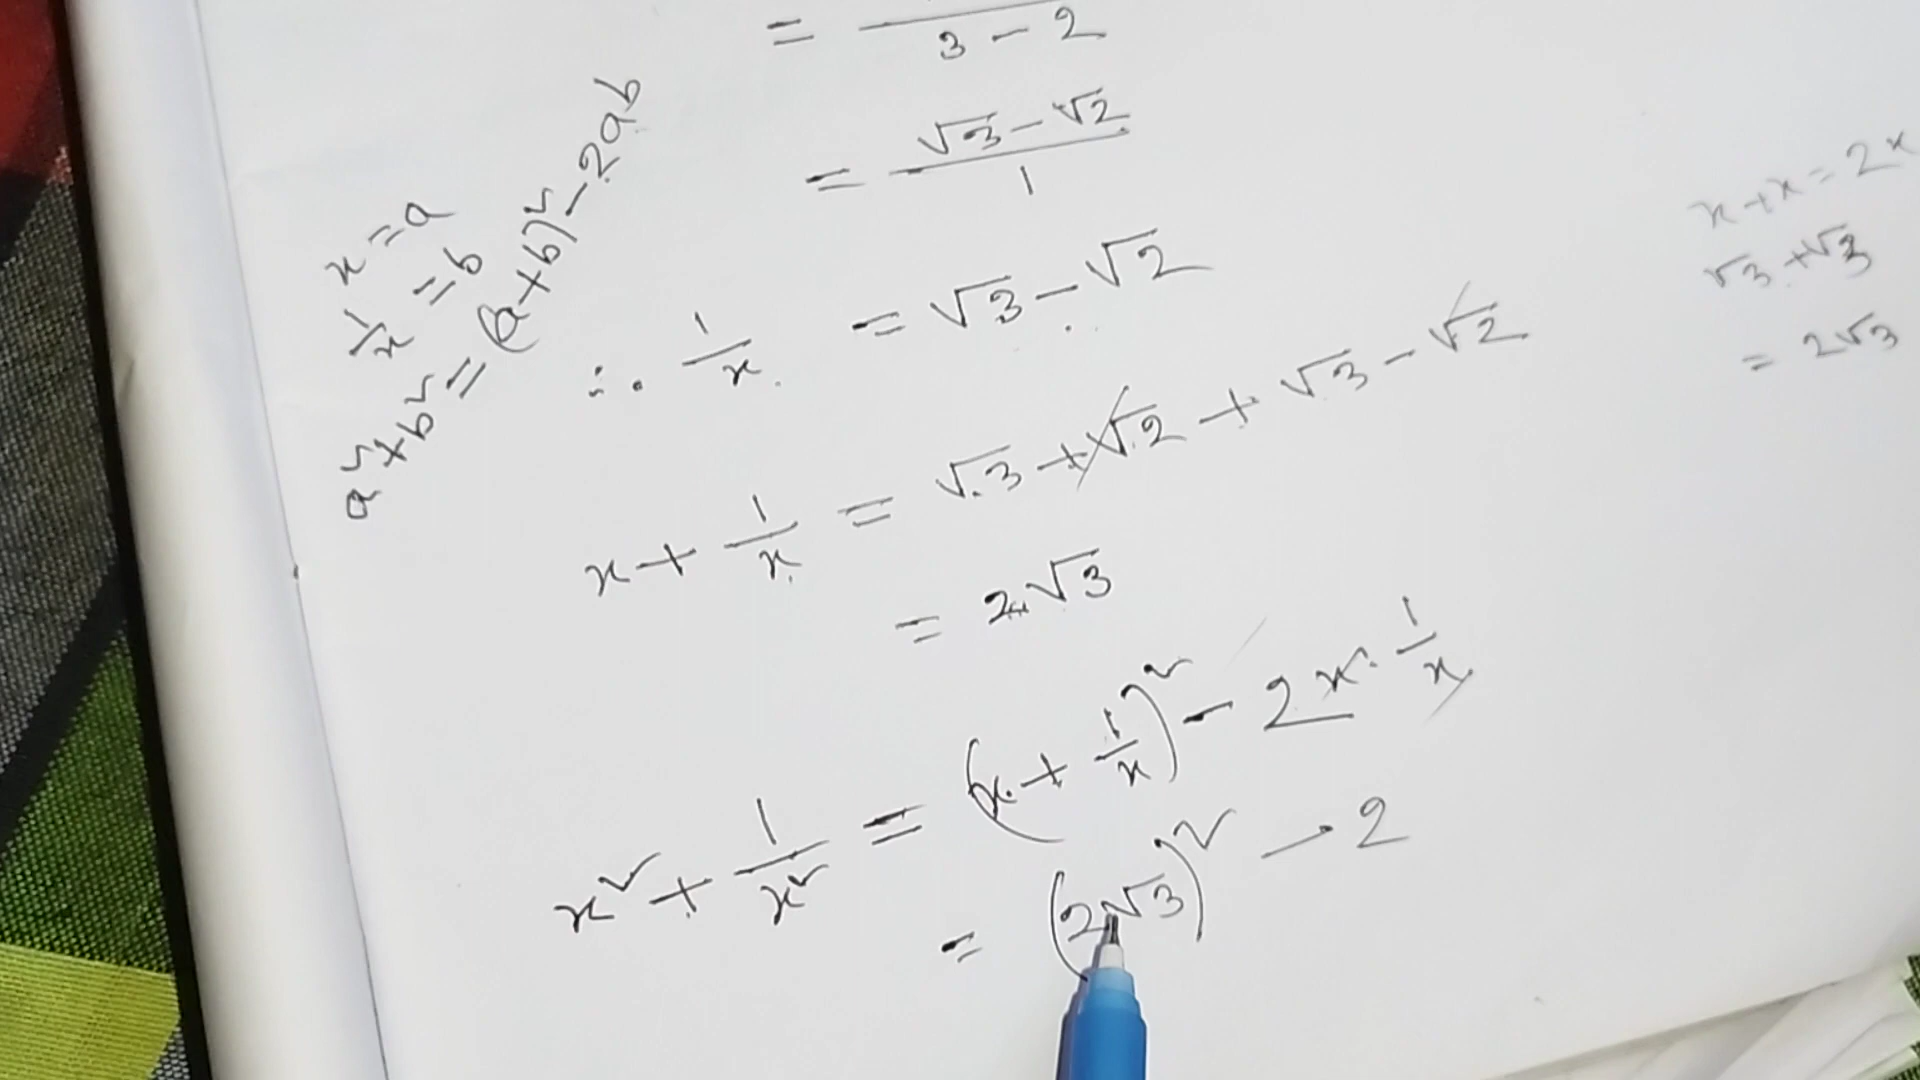 = / 3 - 2
= √3 - √2 / 1
∴ 1/x = √3 - √2
x + 1/x = √3 + √2 + √3 - √2
= 2√3
x² + 1/x² = (x + 1/x)² - 2x · 1/x
= (2√3)² - 2
x = a
1/x = b
a² + b² = (a + b)² - 2ab
x + x = 2x
√3 + √3
= 2√3